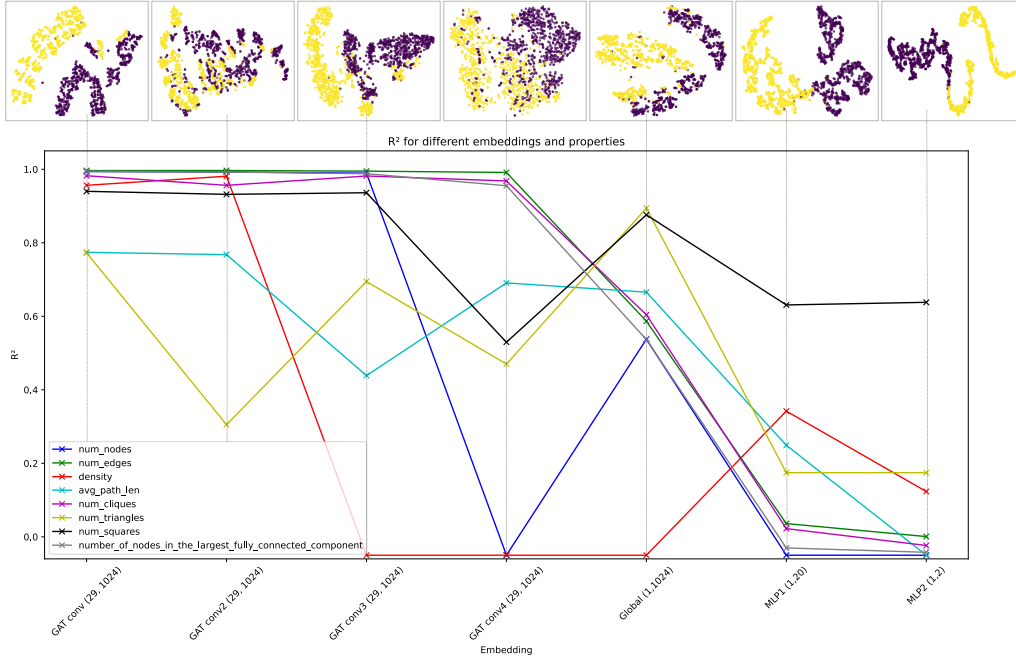 R² for different embeddings and properties
1.0
0.8
0.6
0.4
0.2
0.0
R²
num_nodes
num_edges
density
avg_path_len
num_cliques
num_triangles
num_squares
number_of_nodes_in_the_largest_fully_connected_component
GAT conv (29, 1024)
GAT conv2 (29, 1024)
GAT conv3 (29, 1024)
GAT conv4 (29, 1024)
Global (1,1024)
MLP1 (1,20)
MLP2 (1,2)
Embedding